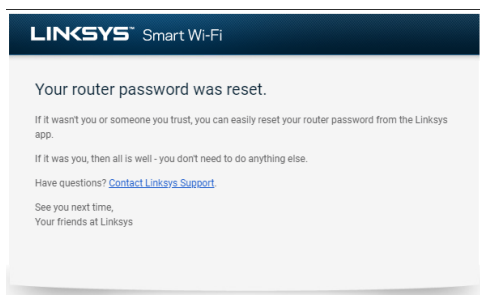 LINKSYS™ Smart Wi-Fi
Your router password was reset.
If it wasn't you or someone you trust, you can easily reset your router password from the Linksys
app.
If it was you, then all is well - you don't need to do anything else.
Have questions? Contact Linksys Support.
See you next time,
Your friends at Linksys